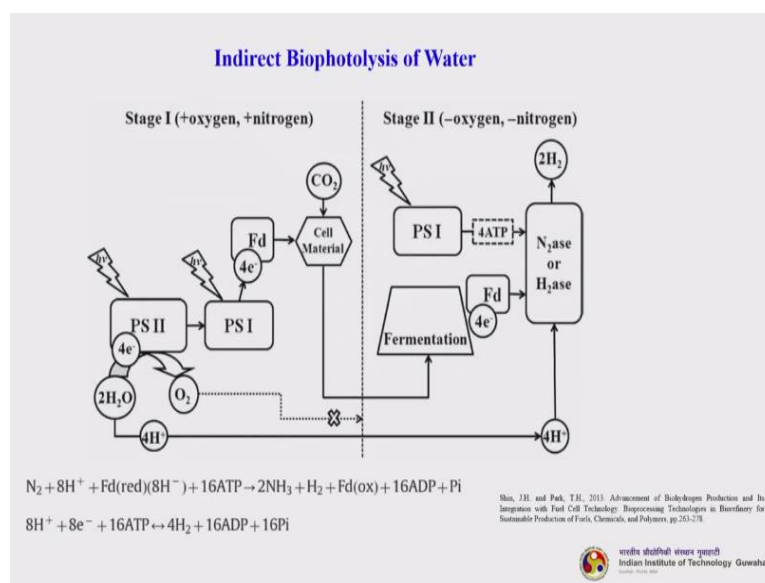 Indirect Biophotolysis of Water
Stage I (+oxygen, +nitrogen)
Stage II (–oxygen, –nitrogen)
hv
CO₂
Fd
4e⁻
Cell
Material
hv
hv
PS II
PS I
4e⁻
2H₂O
O₂
4H⁺
hv
2H₂
PS I
4ATP
N₂ase
or
H₂ase
Fd
4e⁻
Fermentation
4H⁺
N₂ + 8H⁺ + Fd(red)(8H⁻) + 16ATP → 2NH₃ + H₂ + Fd(ox) + 16ADP + Pi
8H⁺ + 8e⁻ + 16ATP ↔ 4H₂ + 16ADP + 16Pi
Shin, J.H. and Park, T.H., 2013. Advancement of Biohydrogen Production and Its
Integration with Fuel Cell Technology. Bioprocessing Technologies in Biorefinery for
Sustainable Production of Fuels, Chemicals, and Polymers, pp.263-278.
भारतीय प्रौद्योगिकी संस्थान गुवाहाटी
Indian Institute of Technology Guwaha